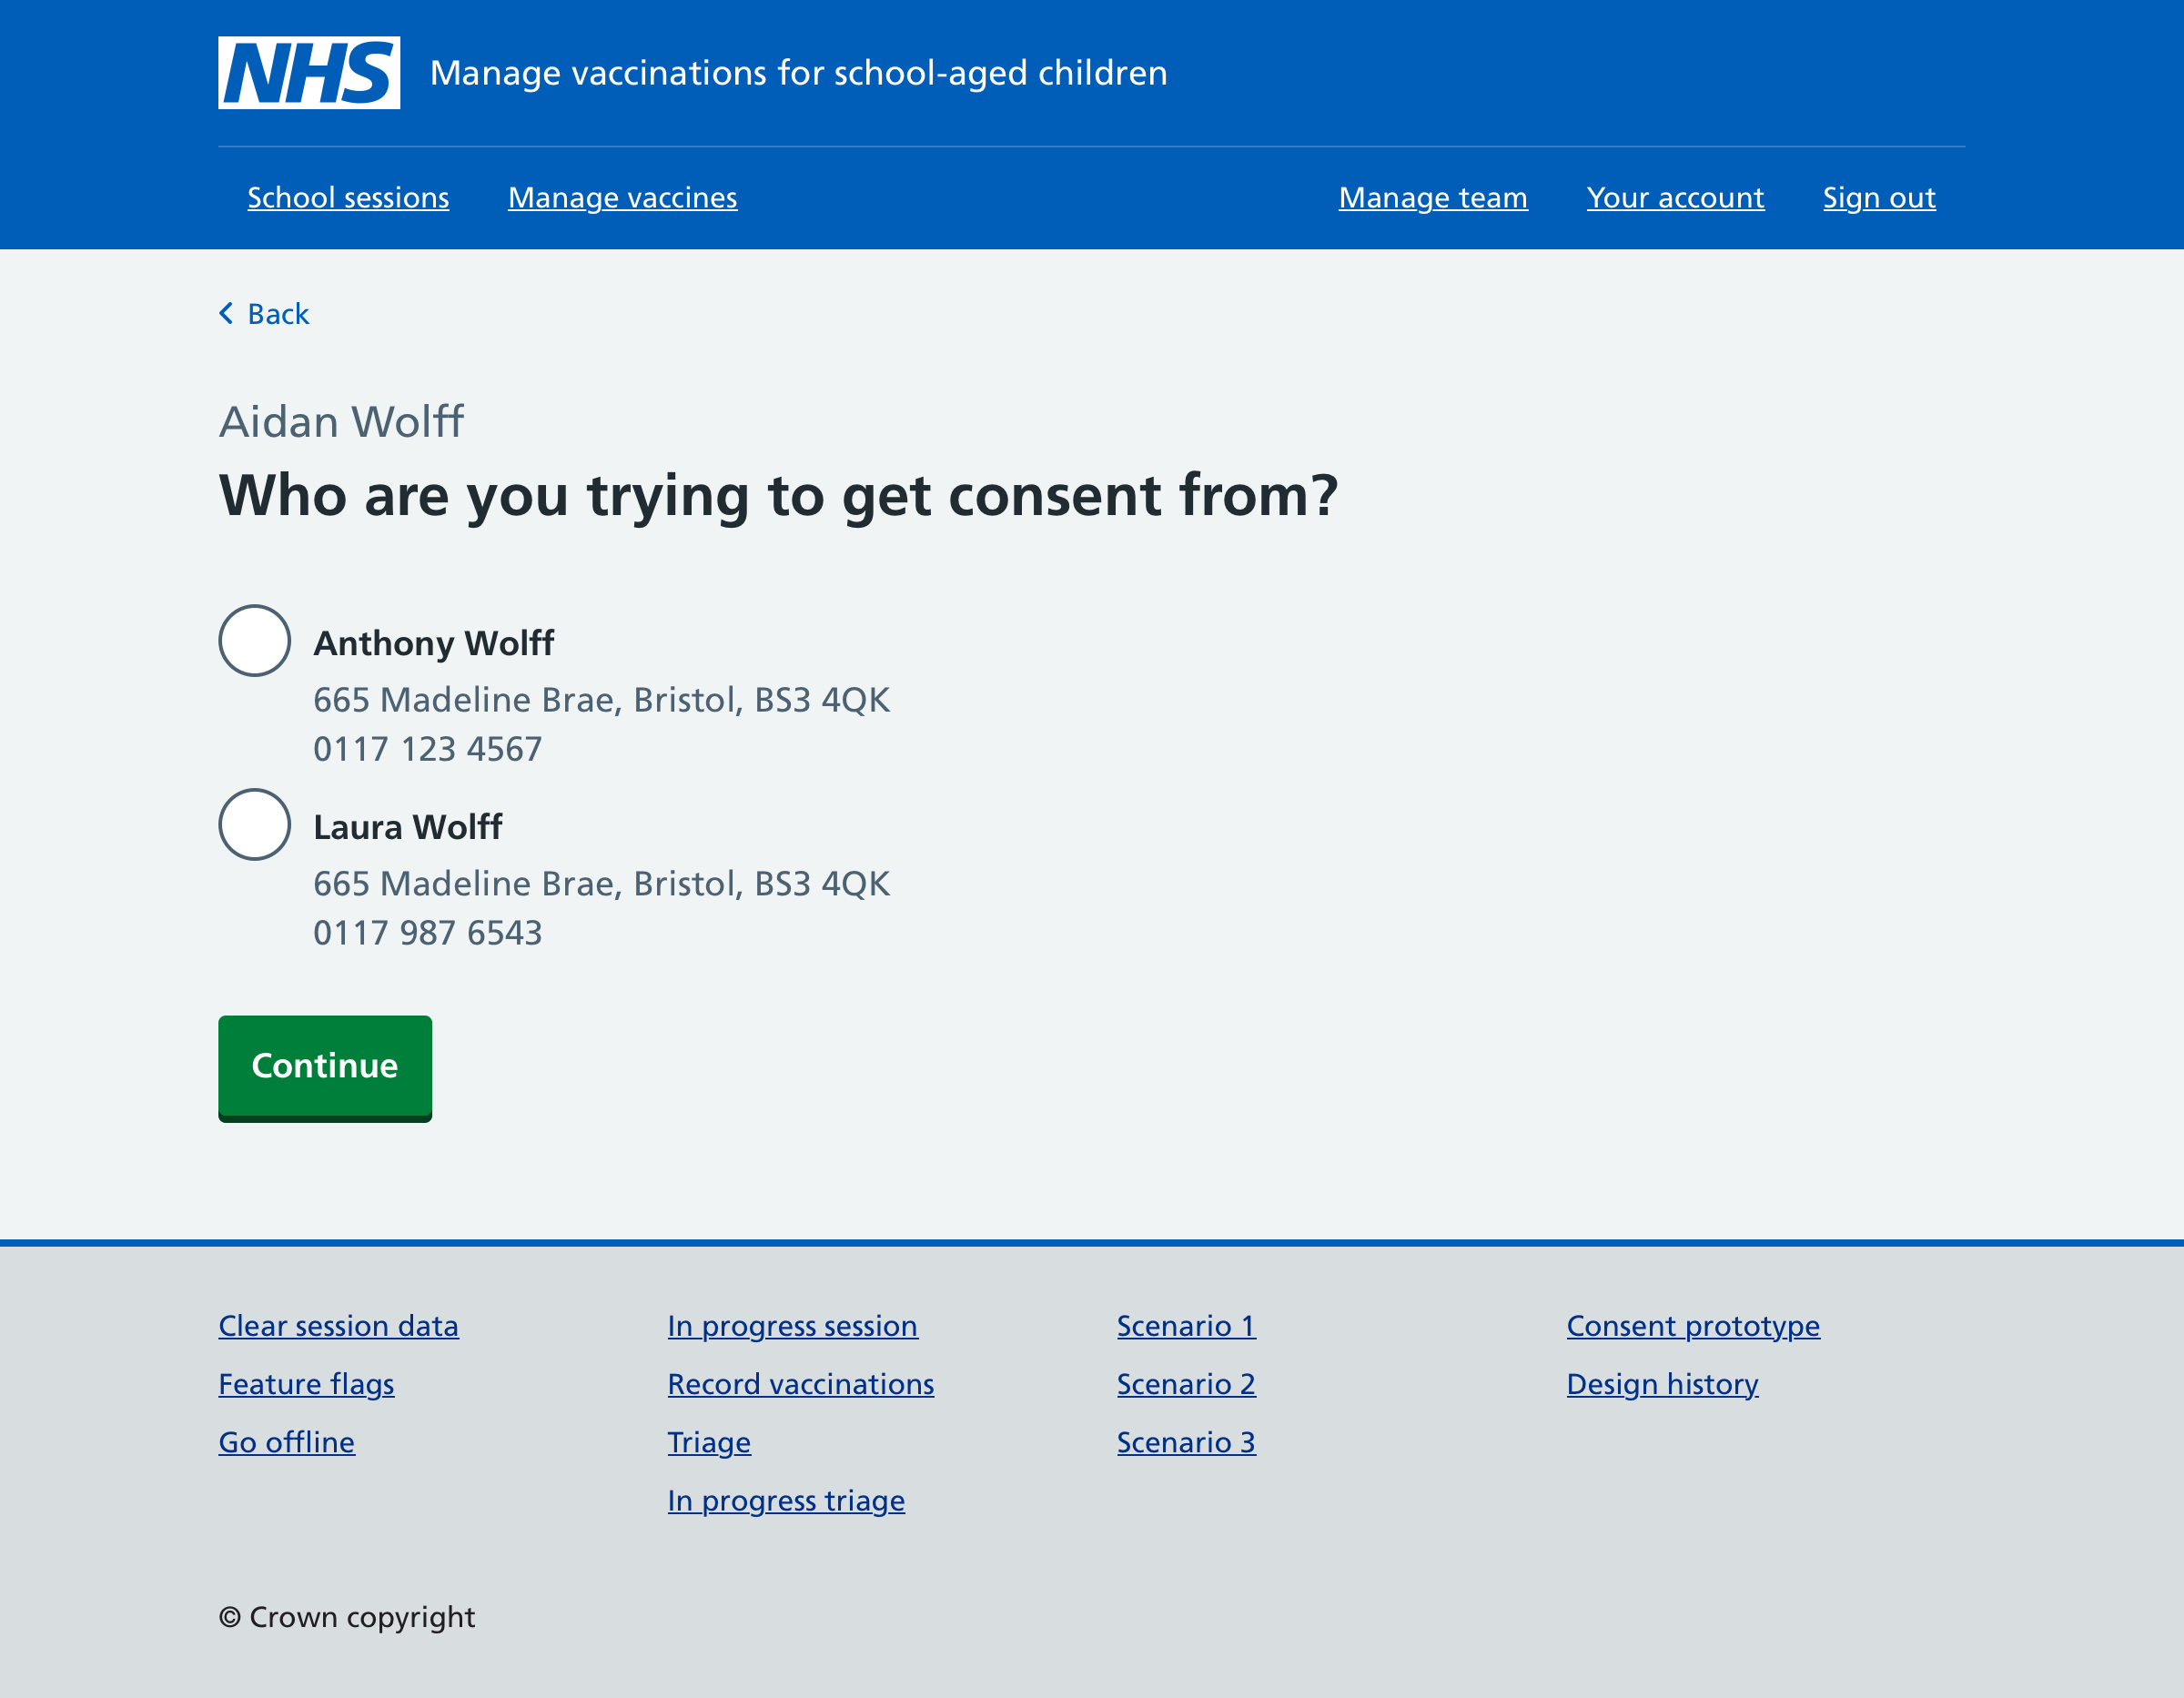 NHS
Manage vaccinations for school-aged children
School sessions
Manage vaccines
Manage team
Your account
Sign out
Back
Aidan Wolff
Who are you trying to get consent from?
Anthony Wolff
665 Madeline Brae, Bristol, BS3 4QK
0117 123 4567
Laura Wolff
665 Madeline Brae, Bristol, BS3 4QK
0117 987 6543
Continue
Clear session data
Feature flags
Go offline
In progress session
Record vaccinations
Triage
In progress triage
Scenario 1
Scenario 2
Scenario 3
Consent prototype
Design history
© Crown copyright